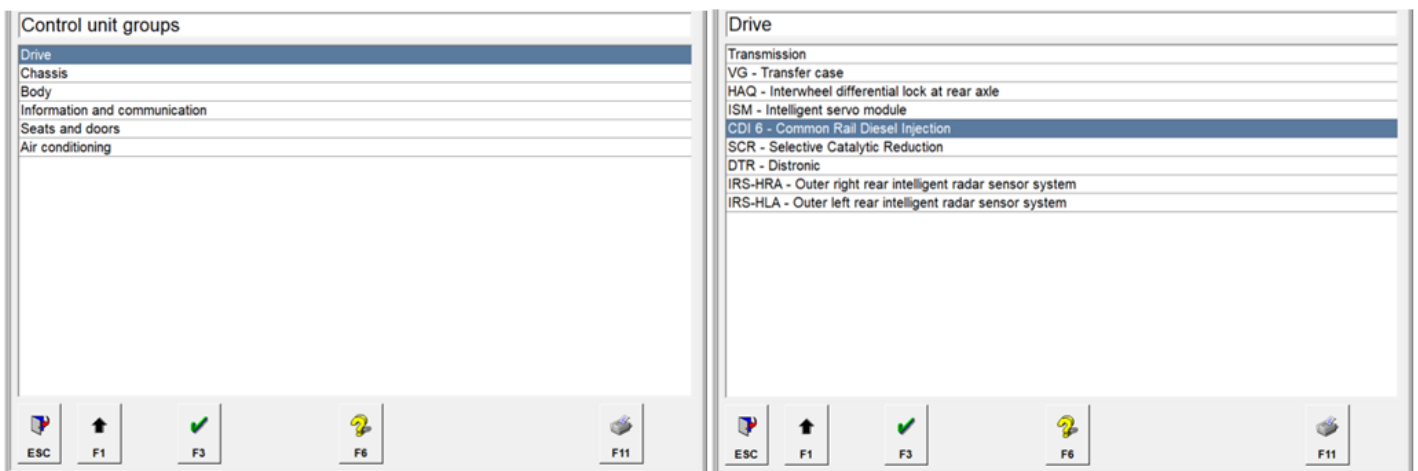 Control unit groups
Drive
Chassis
Body
Information and communication
Seats and doors
Air conditioning
ESC
F1
F3
F6
F11
Drive
Transmission
VG - Transfer case
HAQ - Interwheel differential lock at rear axle
ISM - Intelligent servo module
CDI 6 - Common Rail Diesel Injection
SCR - Selective Catalytic Reduction
DTR - Distronic
IRS-HRA - Outer right rear intelligent radar sensor system
IRS-HLA - Outer left rear intelligent radar sensor system
ESC
F1
F3
F6
F11